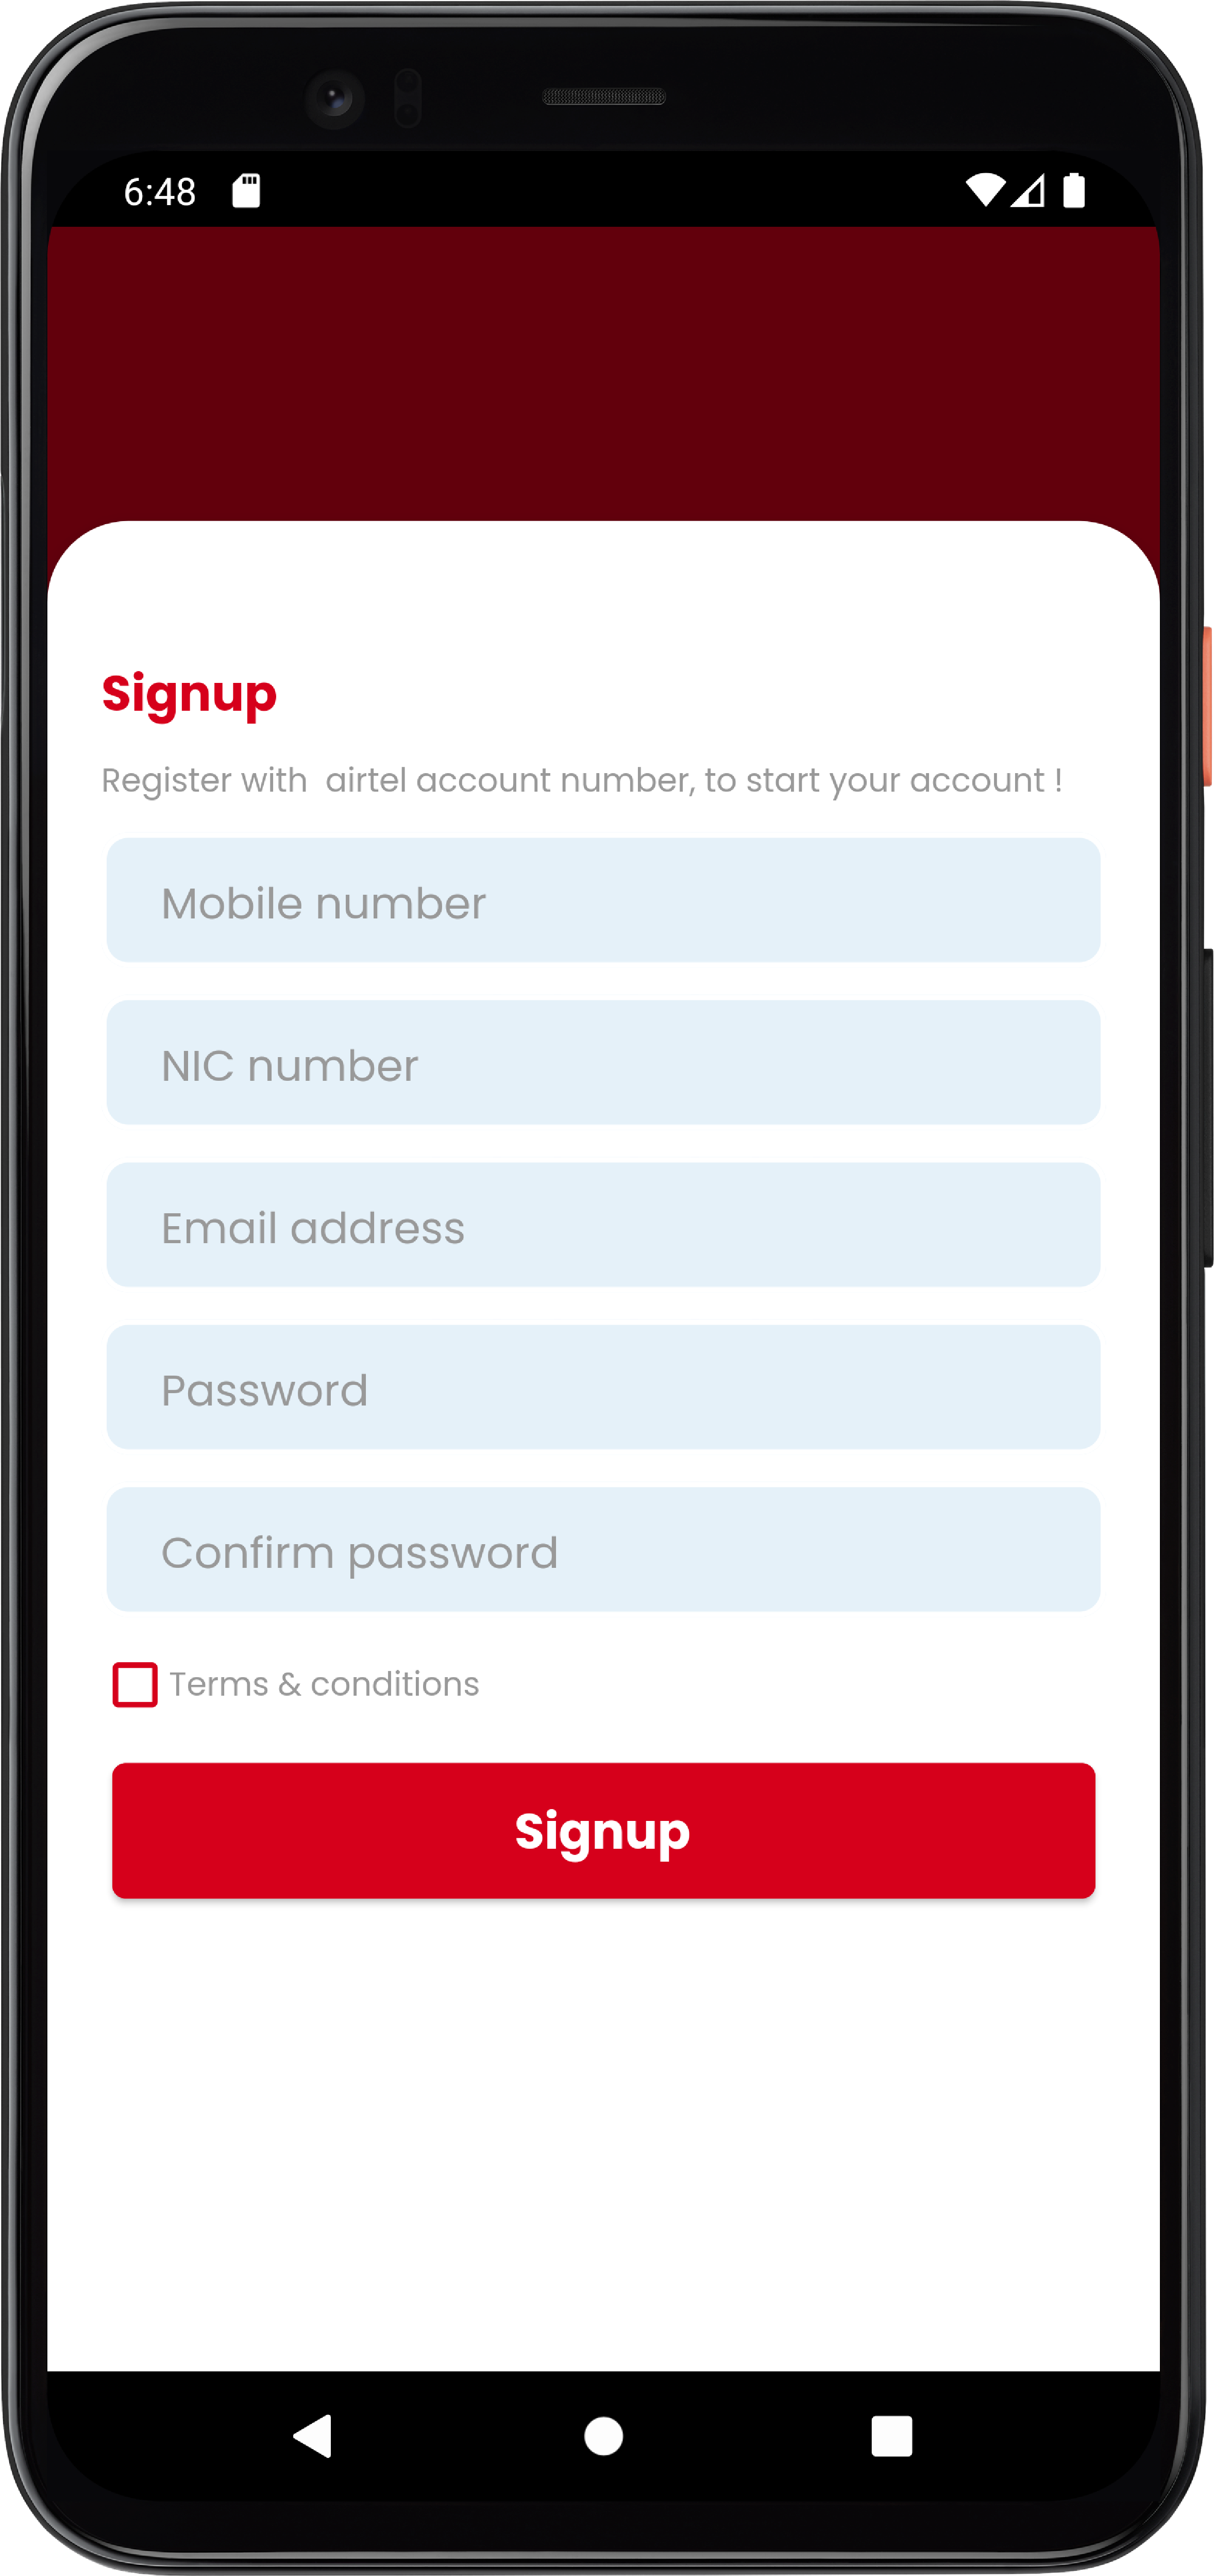 6:48
Signup
Register with  airtel account number, to start your account !
Mobile number
NIC number
Email address
Password
Confirm password
Terms & conditions
Signup